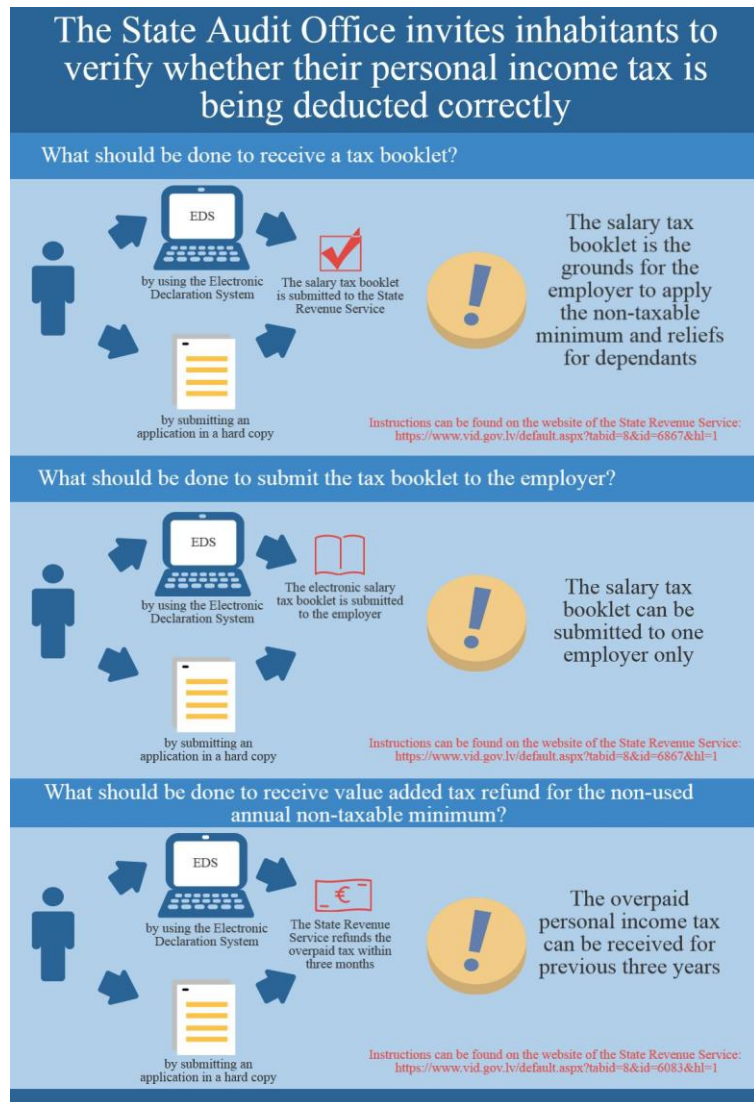 The State Audit Office invites inhabitants to
verify whether their personal income tax is
being deducted correctly
What should be done to receive a tax booklet?
EDS
by using the Electronic
Declaration System
by submitting an
application in a hard copy
The salary tax booklet
is submitted to the State
Revenue Service
The salary tax
booklet is the
grounds for the
employer to apply
the non-taxable
minimum and reliefs
for dependants
Instructions can be found on the website of the State Revenue Service:
https://www.vid.gov.lv/default.aspx?tabid=8&id=6867&hl=1
What should be done to submit the tax booklet to the employer?
EDS
by using the Electronic
Declaration System
by submitting an
application in a hard copy
The electronic salary
tax booklet is submitted
to the employer
The salary tax
booklet can be
submitted to one
employer only
Instructions can be found on the website of the State Revenue Service:
https://www.vid.gov.lv/default.aspx?tabid=8&id=6867&hl=1
What should be done to receive value added tax refund for the non-used
annual non-taxable minimum?
EDS
by using the Electronic
Declaration System
by submitting an
application in a hard copy
€
The State Revenue
Service refunds the
overpaid tax within
three months
The overpaid
personal income tax
can be received for
previous three years
Instructions can be found on the website of the State Revenue Service:
https://www.vid.gov.lv/default.aspx?tabid=8&id=6083&hl=1